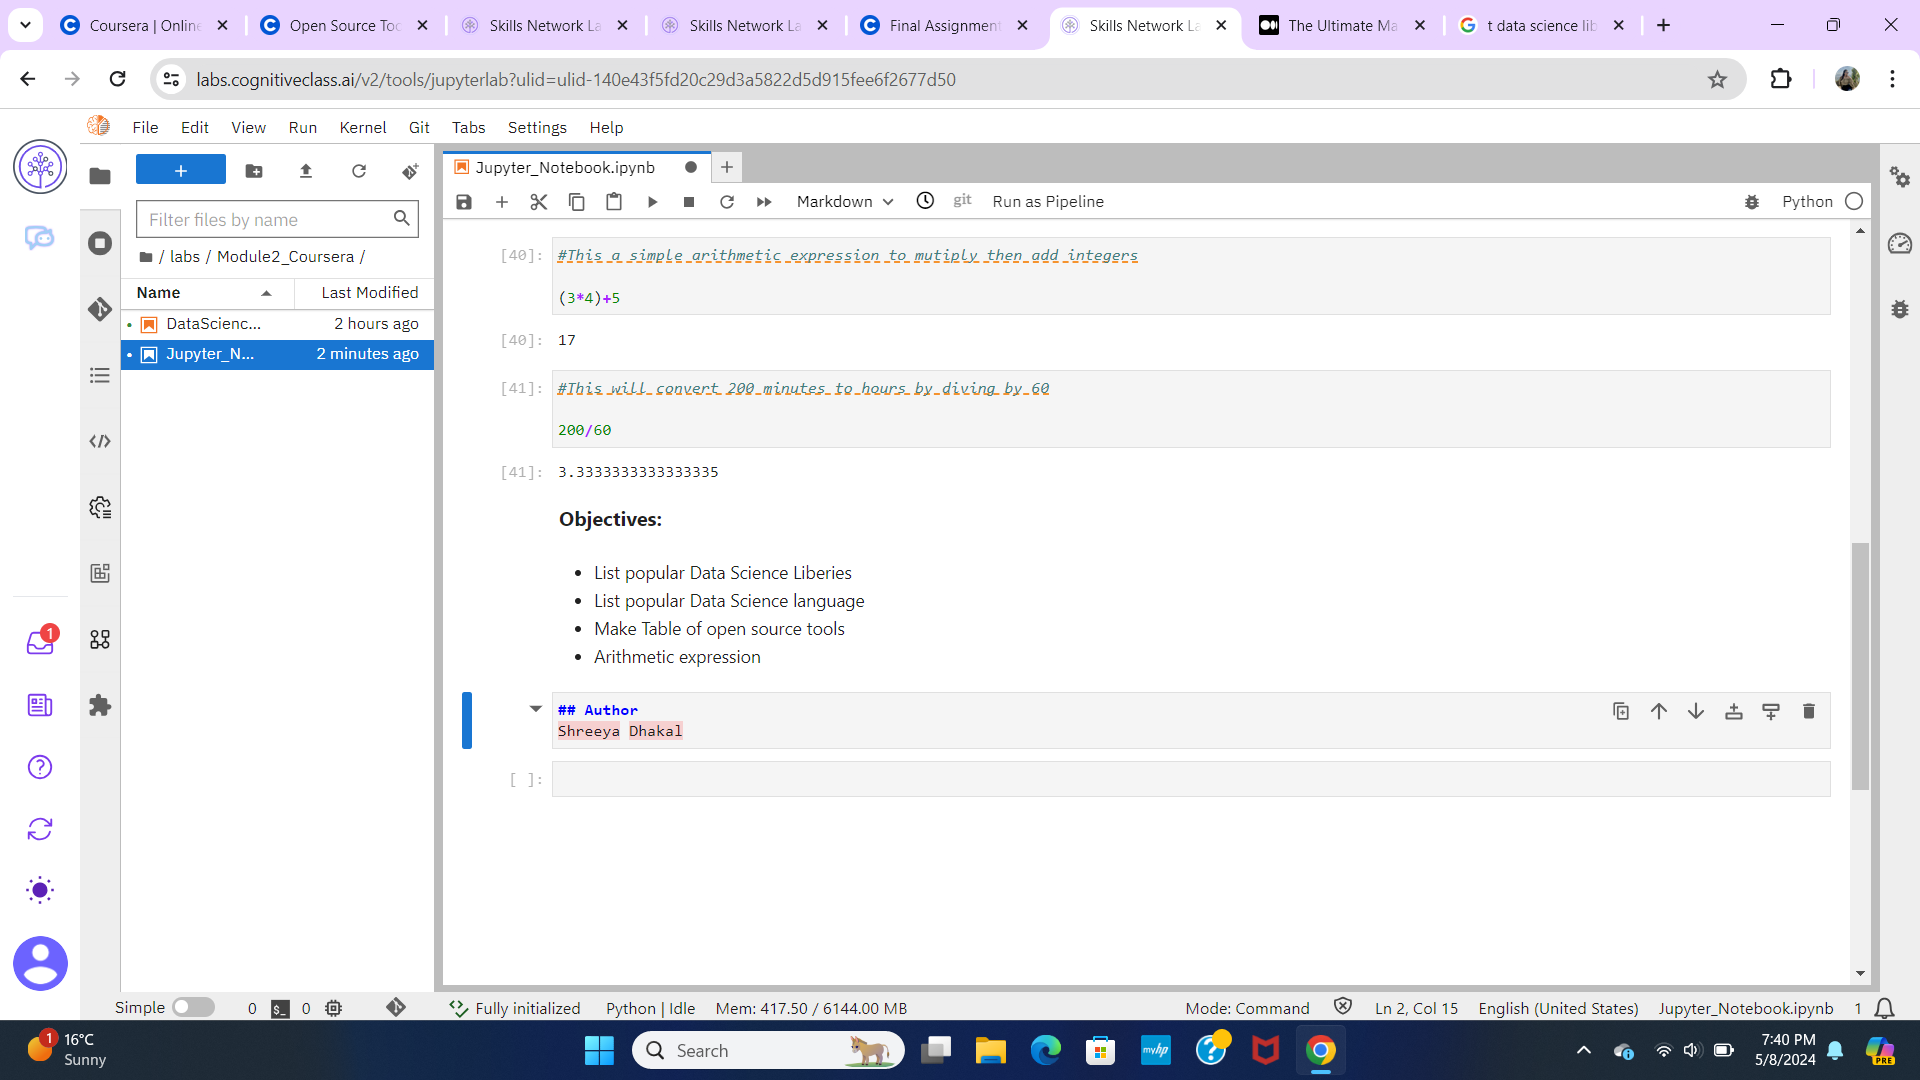 Coursera | Online
Open Source Too
Skills Network La
Skills Network La
Final Assignment
Skills Network La
The Ultimate Ma
t data science lib
labs.cognitiveclass.ai/v2/tools/jupyterlab?ulid=ulid-140e43f5fd20c29d3a5822d5d915fee6f2677d50
File Edit View Run Kernel Git Tabs Settings Help
Jupyter_Notebook.ipynb
Markdown
git
Run as Pipeline
Python
Filter files by name
/ labs / Module2_Coursera /
Name Last Modified
DataScienc... 2 hours ago
Jupyter_N... 2 minutes ago
[40]: #This a simple arithmetic expression to mutiply then add integers
(3*4)+5
[40]: 17
[41]: #This will convert 200 minutes to hours by diving by 60
200/60
[41]: 3.3333333333333335
Objectives:
• List popular Data Science Liberies
• List popular Data Science language
• Make Table of open source tools
• Arithmetic expression
## Author
Shreeya Dhakal
[ ]:
1
Simple 0 $_ 0 Fully initialized Python | Idle Mem: 417.50 / 6144.00 MB Mode: Command Ln 2, Col 15 English (United States) Jupyter_Notebook.ipynb 1
1
16°C
Sunny
Search
myhp
7:40 PM
5/8/2024
PRE